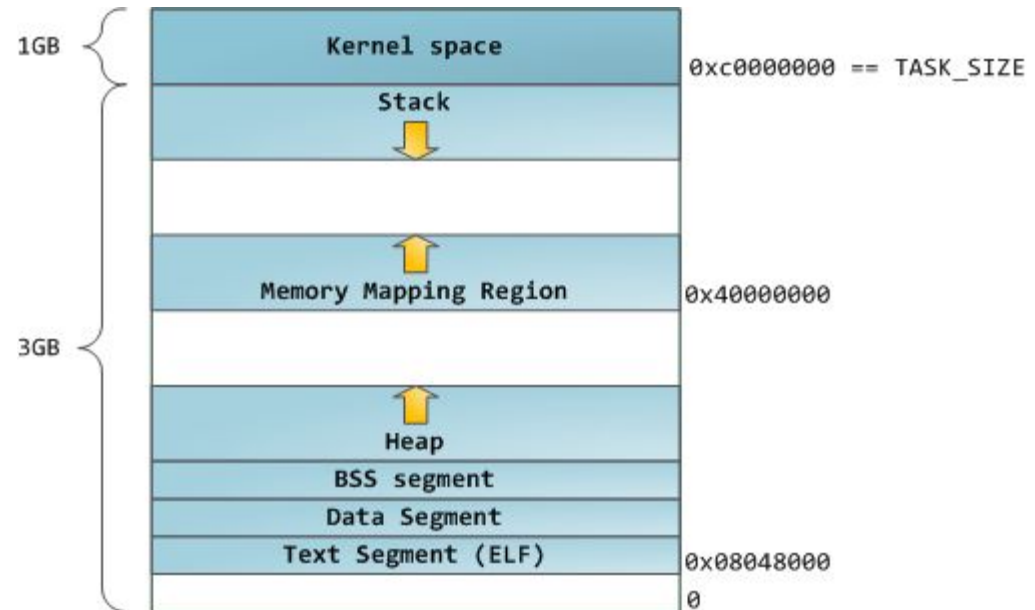 1GB
Kernel space
0xc0000000 == TASK_SIZE
Stack
Memory Mapping Region
0x40000000
3GB
Heap
BSS segment
Data Segment
Text Segment (ELF)
0x08048000
0